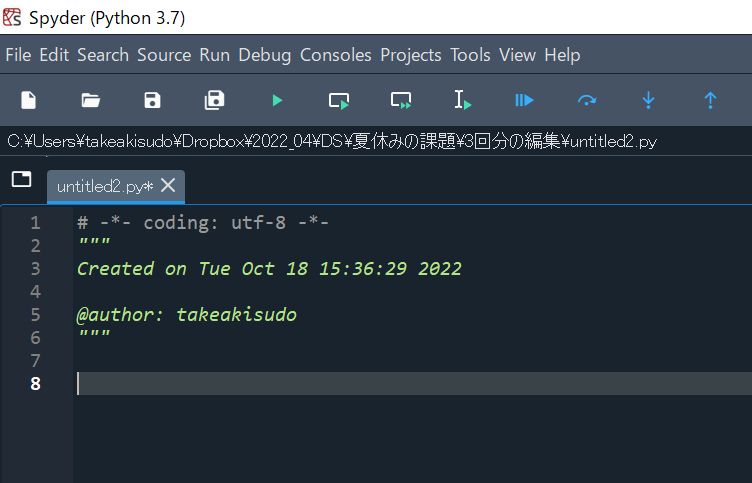 Spyder (Python 3.7)
File Edit Search Source Run Debug Consoles Projects Tools View Help
C:¥Users¥takeakisudo¥Dropbox¥2022_04¥DS¥夏休みの課題¥3回分の編集¥untitled2.py
untitled2.py*
1 # -*- coding: utf-8 -*-
2 """
3 Created on Tue Oct 18 15:36:29 2022
4
5 @author: takeakisudo
6 """
7
8